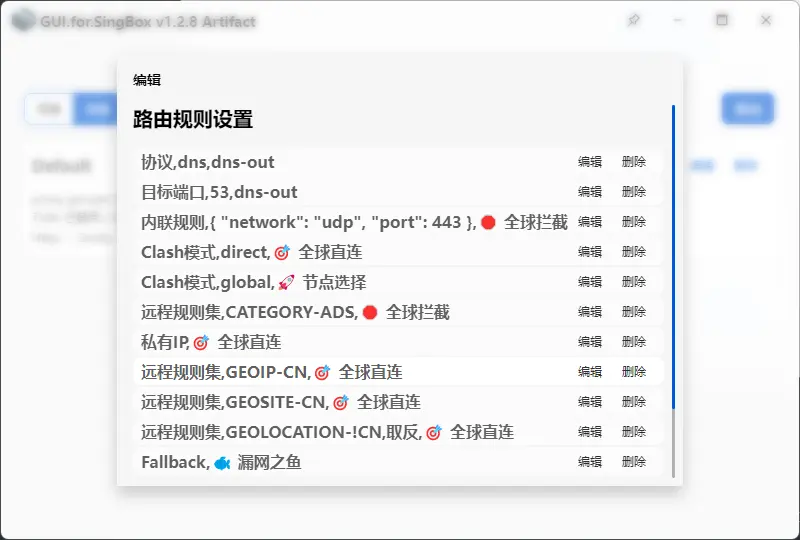 GUI.for.SingBox v1.2.8 Artifact
编辑
路由规则设置
协议,dns,dns-out 编辑 删除
目标端口,53,dns-out 编辑 删除
内联规则,{ "network": "udp", "port": 443 },🛑 全球拦截 编辑 删除
Clash模式,direct,🎯 全球直连 编辑 删除
Clash模式,global,🚀 节点选择 编辑 删除
远程规则集,CATEGORY-ADS,🛑 全球拦截 编辑 删除
私有IP,🎯 全球直连 编辑 删除
远程规则集,GEOIP-CN,🎯 全球直连 编辑 删除
远程规则集,GEOSITE-CN,🎯 全球直连 编辑 删除
远程规则集,GEOLOCATION-!CN,取反,🎯 全球直连 编辑 删除
Fallback,🐟 漏网之鱼 编辑 删除
Default